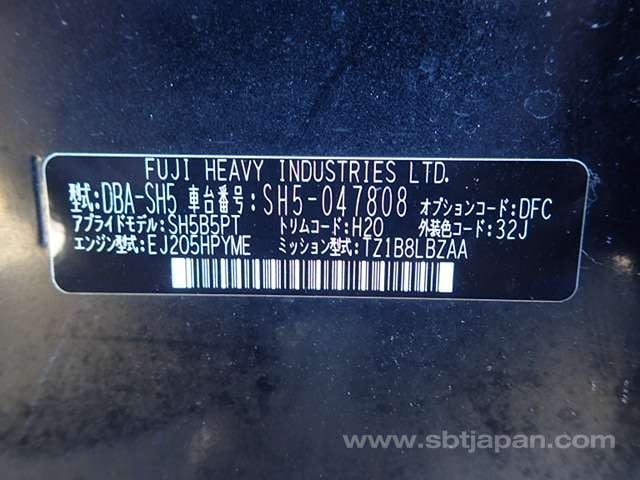 FUJI HEAVY INDUSTRIES LTD.
型式:DBA-SH5 車台番号:SH5-047808 オプションコード:DFC
アプライドモデル:SH5B5PT トリムコード:H20 外装色コード:32J
エンジン型式:EJ205HPYME ミッション型式:TZ1B8LBZAA
www.sbtjapan.com